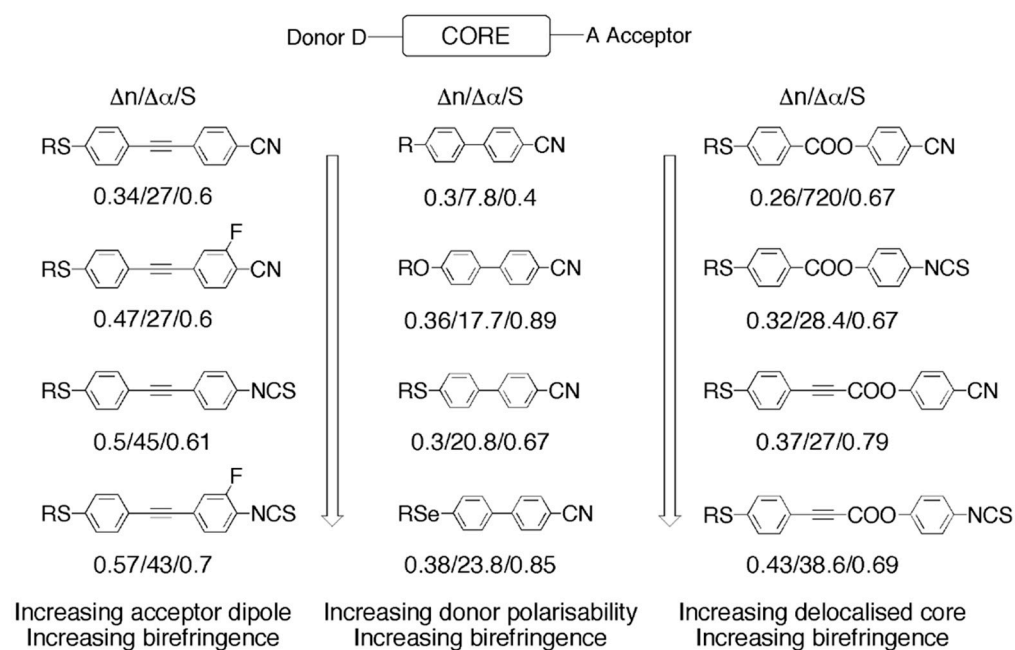 Donor D CORE A Acceptor
Δn/Δα/S Δn/Δα/S Δn/Δα/S
RS CN R CN RS COO CN
0.34/27/0.6 0.3/7.8/0.4 0.26/720/0.67
F
RS CN RO CN RS COO NCS
0.47/27/0.6 0.36/17.7/0.89 0.32/28.4/0.67
RS NCS RS CN RS COO CN
0.5/45/0.61 0.3/20.8/0.67 0.37/27/0.79
F
RS NCS RSe CN RS COO NCS
0.57/43/0.7 0.38/23.8/0.85 0.43/38.6/0.69
Increasing acceptor dipole Increasing donor polarisability Increasing delocalised core
Increasing birefringence Increasing birefringence Increasing birefringence